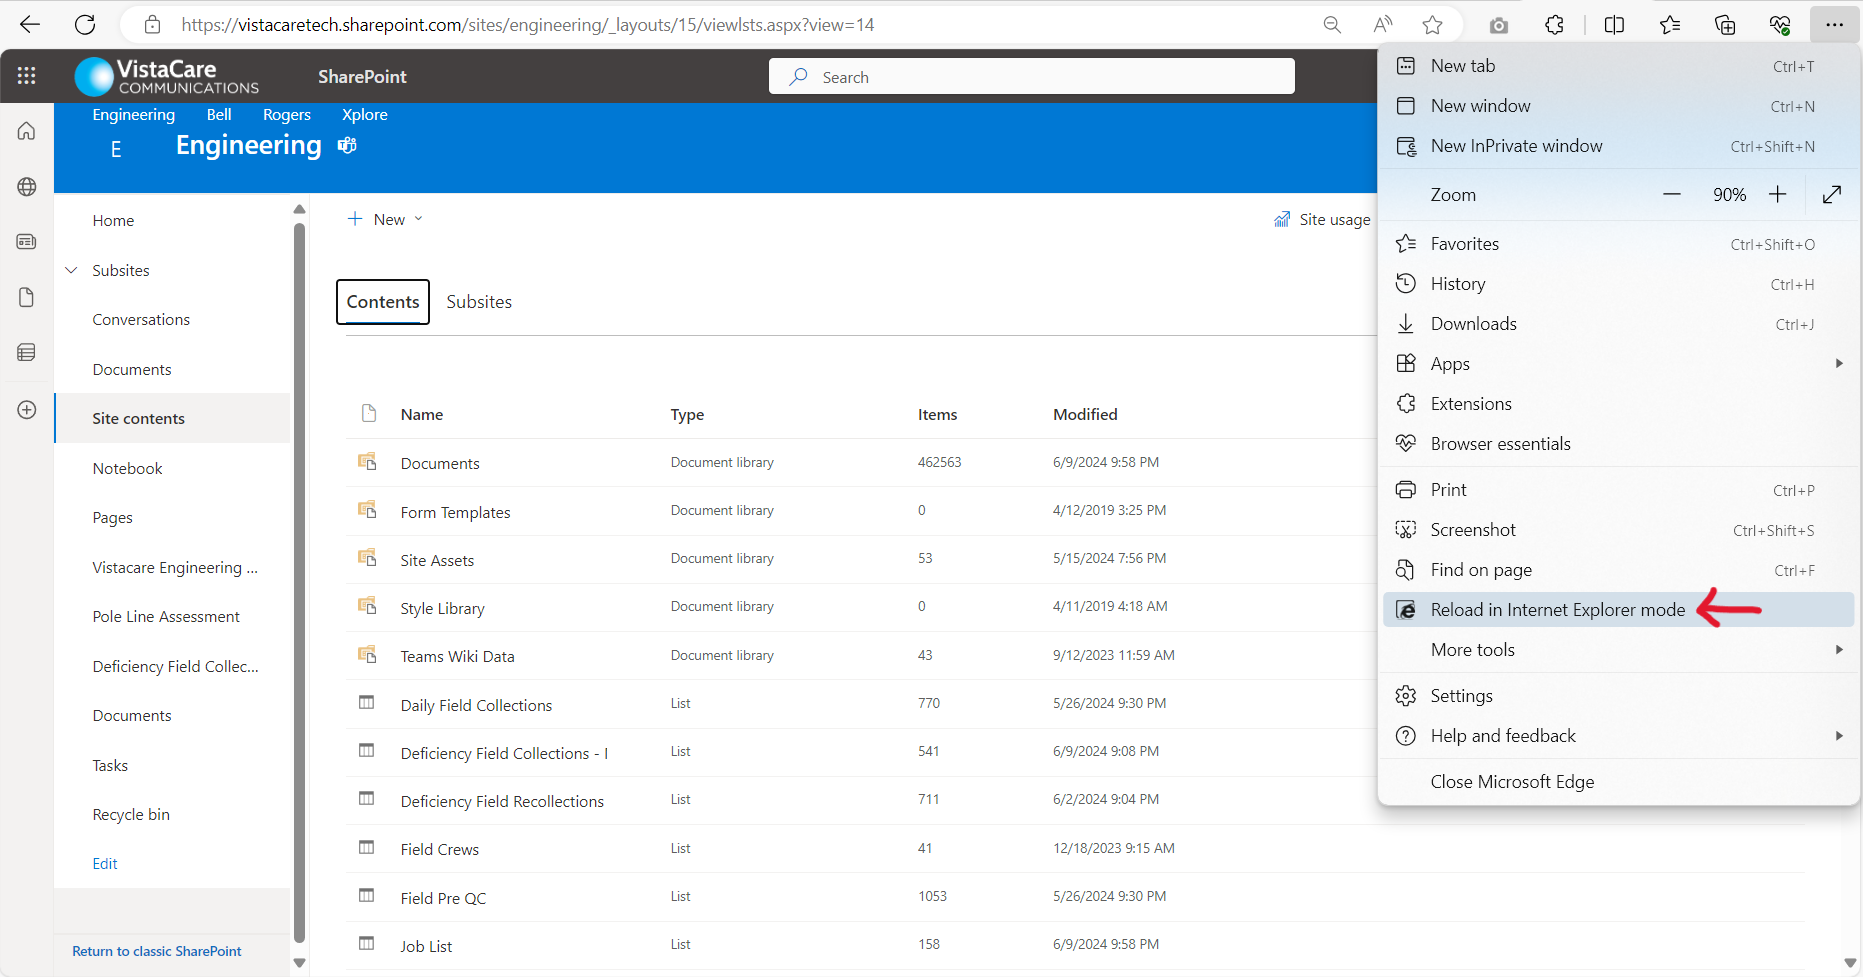 https://vistacaretech.sharepoint.com/sites/engineering/_layouts/15/viewlsts.aspx?view=14
VistaCare
COMMUNICATIONS
SharePoint
Search
Engineering Bell Rogers Xplore
E
Engineering
Home
Subsites
Conversations
Documents
Site contents
Notebook
Pages
Vistacare Engineering ...
Pole Line Assessment
Deficiency Field Collec...
Documents
Tasks
Recycle bin
Edit
Return to classic SharePoint
New
Site usage
Contents Subsites
Name Type Items Modified
Documents Document library 462563 6/9/2024 9:58 PM
Form Templates Document library 0 4/12/2019 3:25 PM
Site Assets Document library 53 5/15/2024 7:56 PM
Style Library Document library 0 4/11/2019 4:18 AM
Teams Wiki Data Document library 43 9/12/2023 11:59 AM
Daily Field Collections List 770 5/26/2024 9:30 PM
Deficiency Field Collections - I List 541 6/9/2024 9:08 PM
Deficiency Field Recollections List 711 6/2/2024 9:04 PM
Field Crews List 41 12/18/2023 9:15 AM
Field Pre QC List 1053 5/26/2024 9:30 PM
Job List List 158 6/9/2024 9:58 PM
New tab Ctrl+T
New window Ctrl+N
New InPrivate window Ctrl+Shift+N
Zoom 90%
Favorites Ctrl+Shift+O
History Ctrl+H
Downloads Ctrl+J
Apps
Extensions
Browser essentials
Print Ctrl+P
Screenshot Ctrl+Shift+S
Find on page Ctrl+F
Reload in Internet Explorer mode
More tools
Settings
Help and feedback
Close Microsoft Edge